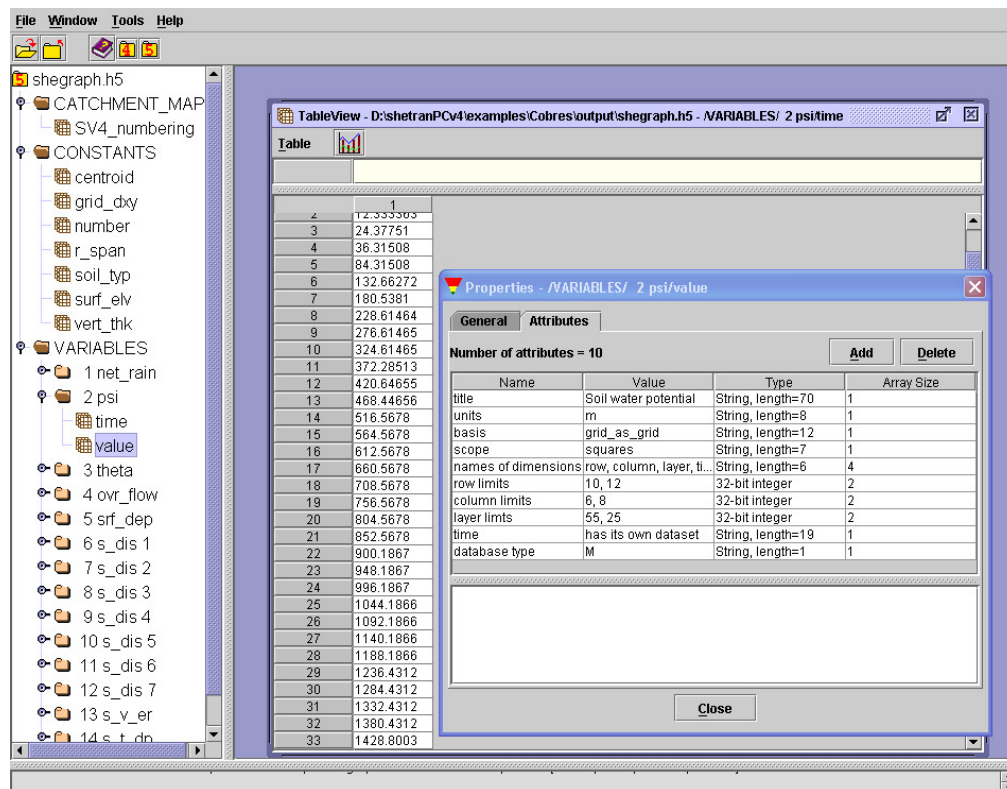 File Window Tools Help
4 5
5 shegraph.h5
CATCHMENT_MAP
SV4_numbering
CONSTANTS
centroid
grid_dxy
number
r_span
soil_typ
surf_elv
vert_thk
VARIABLES
1 net_rain
2 psi
time
value
3 theta
4 ovr_flow
5 srf_dep
6 s_dis 1
7 s_dis 2
8 s_dis 3
9 s_dis 4
10 s_dis 5
11 s_dis 6
12 s_dis 7
13 s_v_er
14 s_t_dp
TableView - D:\shetranPCv4\examples\Cobres\output\shegraph.h5 - /VARIABLES/ 2 psi/time
Table
1
2 12.333363
3 24.37751
4 36.31508
5 84.31508
6 132.66272
7 180.5381
8 228.61464
9 276.61465
10 324.61465
11 372.28513
12 420.64655
13 468.44656
14 516.5678
15 564.5678
16 612.5678
17 660.5678
18 708.5678
19 756.5678
20 804.5678
21 852.5678
22 900.1867
23 948.1867
24 996.1867
25 1044.1866
26 1092.1866
27 1140.1866
28 1188.1866
29 1236.4312
30 1284.4312
31 1332.4312
32 1380.4312
33 1428.8003
Properties - /VARIABLES/ 2 psi/value
General Attributes
Number of attributes = 10 Add Delete
Name Value Type Array Size
title Soil water potential String, length=70 1
units m String, length=8 1
basis grid_as_grid String, length=12 1
scope squares String, length=7 1
names of dimensions row, column, layer, ti... String, length=6 4
row limits 10, 12 32-bit integer 2
column limits 6, 8 32-bit integer 2
layer limts 55, 25 32-bit integer 2
time has its own dataset String, length=19 1
database type M String, length=1 1
Close